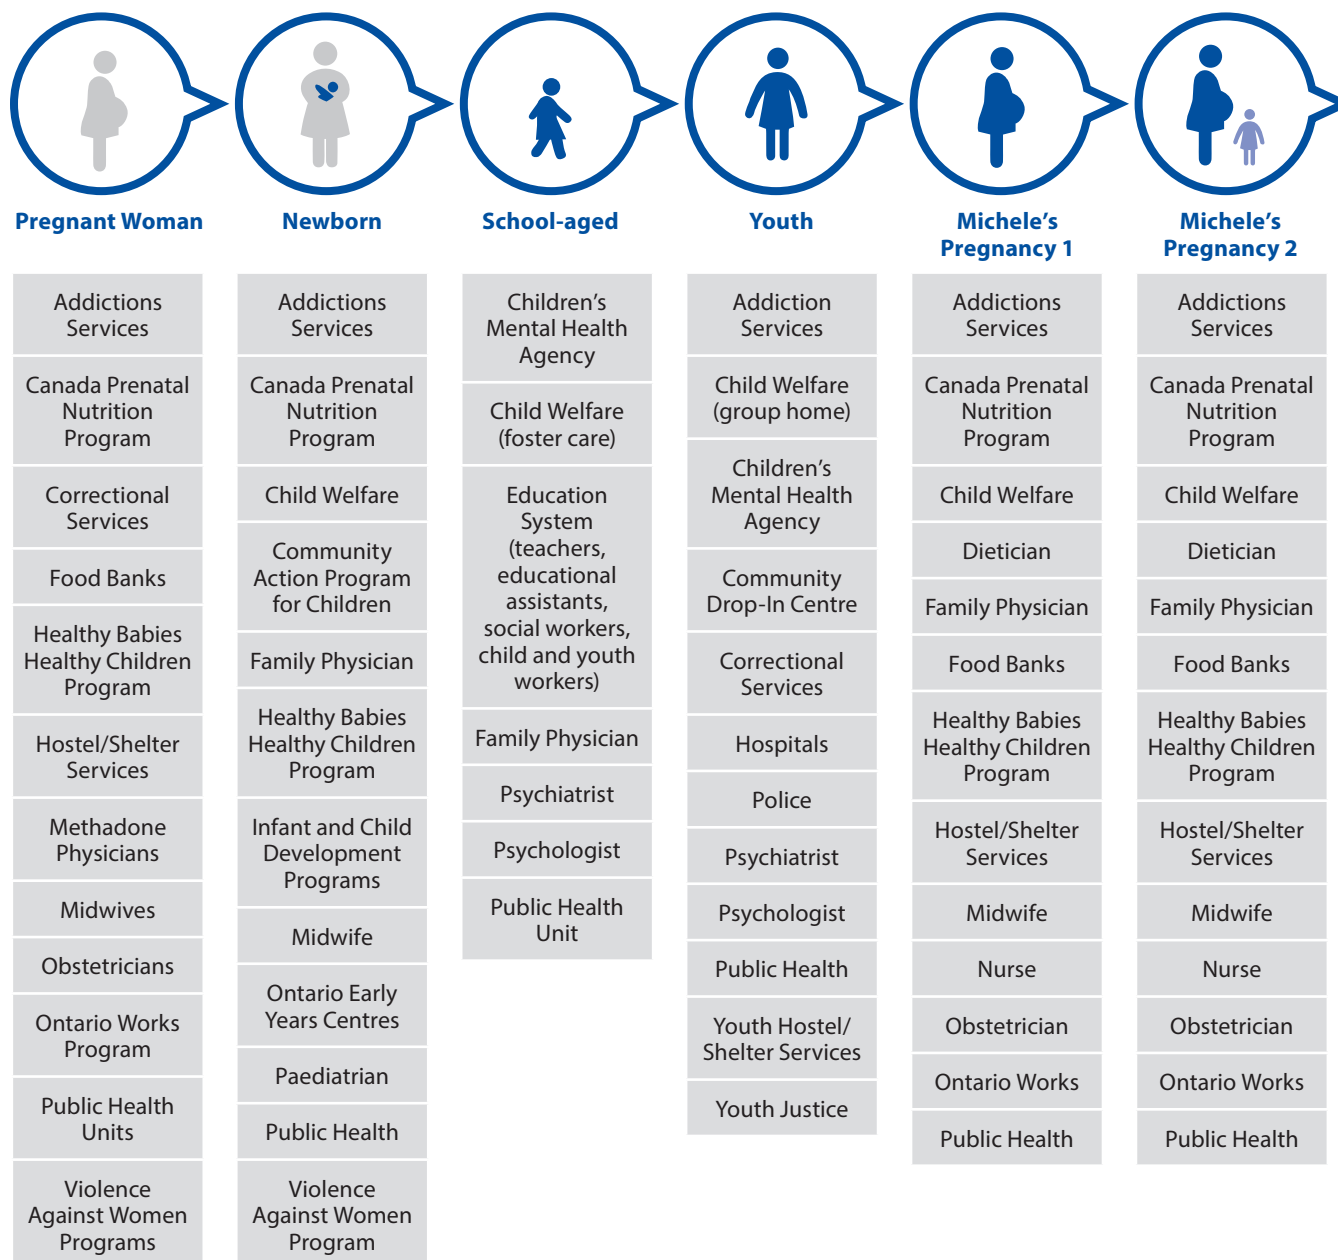 Pregnant Woman
Newborn
School-aged
Youth
Michele’s
Pregnancy 1
Michele’s
Pregnancy 2
Addictions
Services
Canada Prenatal
Nutrition
Program
Correctional
Services
Food Banks
Healthy Babies
Healthy Children
Program
Hostel/Shelter
Services
Methadone
Physicians
Midwives
Obstetricians
Ontario Works
Program
Public Health
Units
Violence
Against Women
Programs
Addictions
Services
Canada Prenatal
Nutrition
Program
Child Welfare
Community
Action Program
for Children
Family Physician
Healthy Babies
Healthy Children
Program
Infant and Child
Development
Programs
Midwife
Ontario Early
Years Centres
Paediatrian
Public Health
Violence
Against Women
Program
Children’s
Mental Health
Agency
Child Welfare
(foster care)
Education
System
(teachers,
educational
assistants,
social workers,
child and youth
workers)
Family Physician
Psychiatrist
Psychologist
Public Health
Unit
Addiction
Services
Child Welfare
(group home)
Children’s
Mental Health
Agency
Community
Drop-In Centre
Correctional
Services
Hospitals
Police
Psychiatrist
Psychologist
Public Health
Youth Hostel/
Shelter Services
Youth Justice
Addictions
Services
Canada Prenatal
Nutrition
Program
Child Welfare
Dietician
Family Physician
Food Banks
Healthy Babies
Healthy Children
Program
Hostel/Shelter
Services
Midwife
Nurse
Obstetrician
Ontario Works
Public Health
Addictions
Services
Canada Prenatal
Nutrition
Program
Child Welfare
Dietician
Family Physician
Food Banks
Healthy Babies
Healthy Children
Program
Hostel/Shelter
Services
Midwife
Nurse
Obstetrician
Ontario Works
Public Health